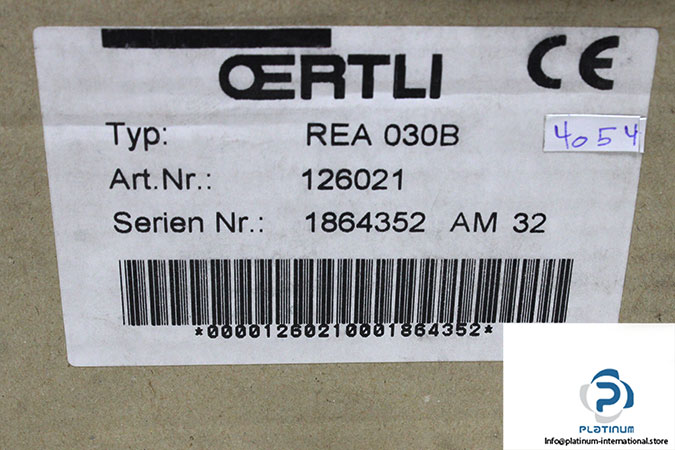 ŒRTLI CE
Typ: REA 030B 4054
Art.Nr.: 126021
Serien Nr.: 1864352 AM 32
*00001260210001864352*
PLATINUM
Info@platinum-international.store